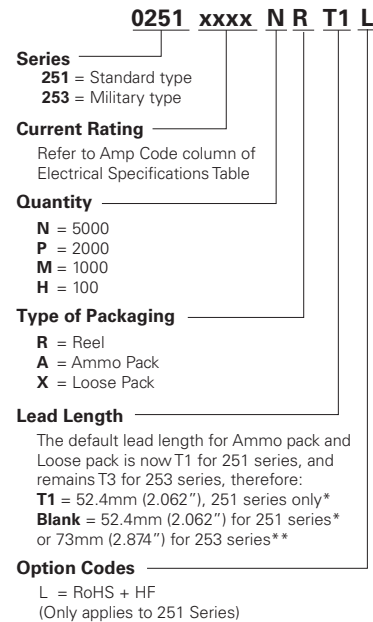 0251 xxxx N R T1 L
Series
251 = Standard type
253 = Military type
Current Rating
Refer to Amp Code column of
Electrical Specifications Table
Quantity
N = 5000
P = 2000
M = 1000
H = 100
Type of Packaging
R = Reel
A = Ammo Pack
X = Loose Pack
Lead Length
The default lead length for Ammo pack and
Loose pack is now T1 for 251 series, and
remains T3 for 253 series, therefore:
T1 = 52.4mm (2.062”), 251 series only*
Blank = 52.4mm (2.062”) for 251 series*
or 73mm (2.874”) for 253 series**
Option Codes
L = RoHS + HF
(Only applies to 251 Series)